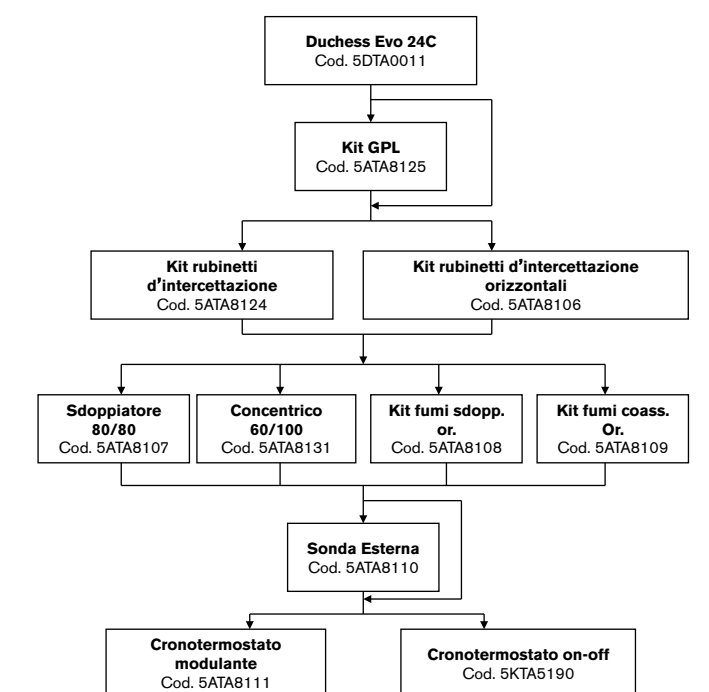 Duchess Evo 24C
Cod. 5DTA0011
Kit GPL
Cod. 5ATA8125
Kit rubinetti
d'intercettazione
Cod. 5ATA8124
Kit rubinetti d'intercettazione
orizzontali
Cod. 5ATA8106
Sdoppiatore
80/80
Cod. 5ATA8107
Concentrico
60/100
Cod. 5ATA8131
Kit fumi sdopp.
or.
Cod. 5ATA8108
Kit fumi coass.
Or.
Cod. 5ATA8109
Sonda Esterna
Cod. 5ATA8110
Cronotermostato
modulante
Cod. 5ATA8111
Cronotermostato on-off
Cod. 5KTA5190